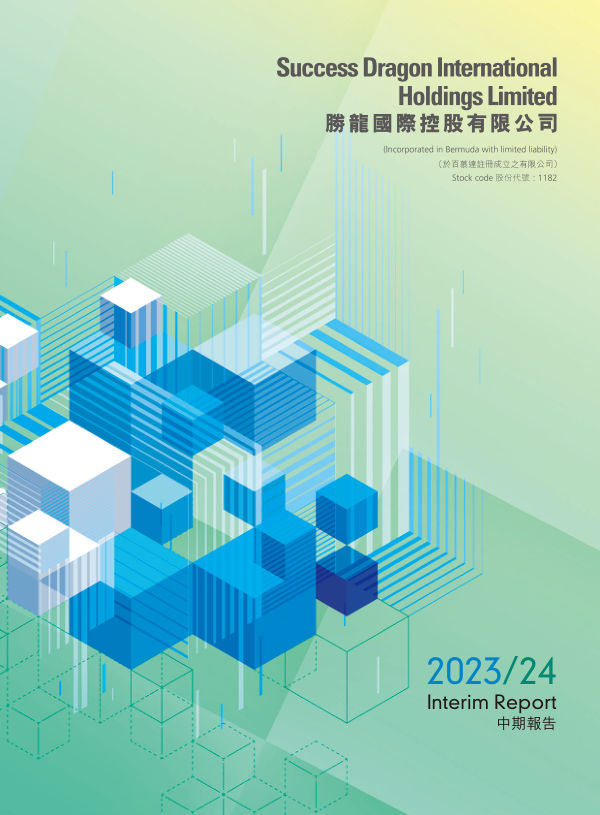 Success Dragon International
Holdings Limited
勝龍國際控股有限公司
(Incorporated in Bermuda with limited liability)
（於百慕達註冊成立之有限公司）
Stock code 股份代號：1182
2023/24
Interim Report
中期報告